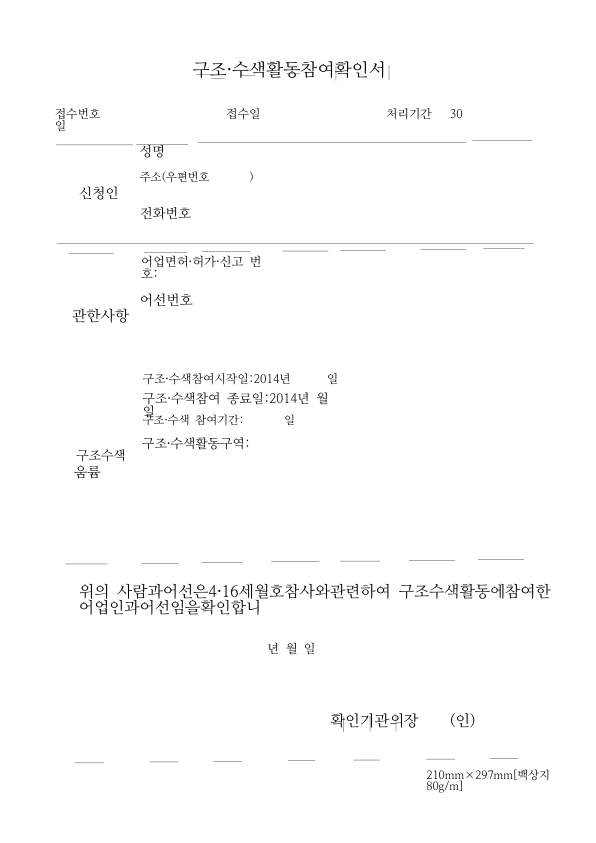 구조·수색활동참여확인서
접수번호 접수일 처리기간 30
일
성명
주소(우편번호 )
신청인
전화번호
어업면허·허가·신고 번
호:
어선번호
관한사항
구조·수색참여시작일:2014년 일
구조·수색참여 종료일:2014년 월
일
구조·수색 참여기간: 일
구조·수색활동구역:
구조수색
움륨
위의 사람과어선은4·16세월호참사와관련하여 구조수색활동에참여한
어업인과어선임을확인합니
년 월 일
확인기관의장 (인)
210mm×297mm[백상지
80g/m]